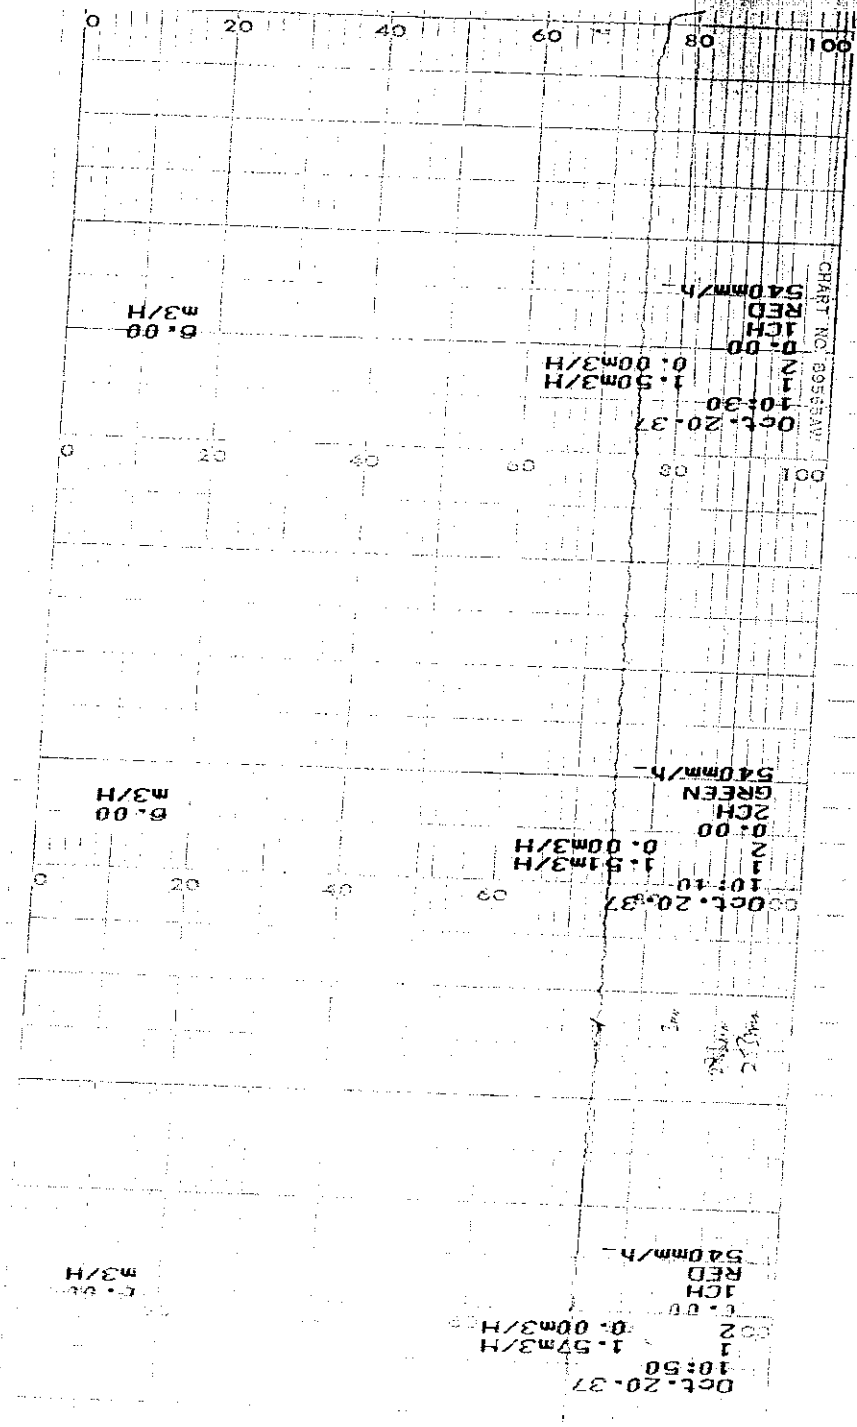 0 20 40 60 80 100
CHART NO
Oct.20.37
10:30
1 1.50m3/H
2 0.00m3/H
0.00 6.00
1CH m3/H
RED
540mm/h-
0 20 40 60 80 100
Oct.20.37
10:40
1 1.51m3/H
2 0.00m3/H
0.00 6.00
2CH m3/H
GREEN
540mm/h-
0 20 40 60
Oct.20.37
10:50
1 1.57m3/H
2 0.00m3/H
0.00
1CH m3/H
RED
540mm/h-